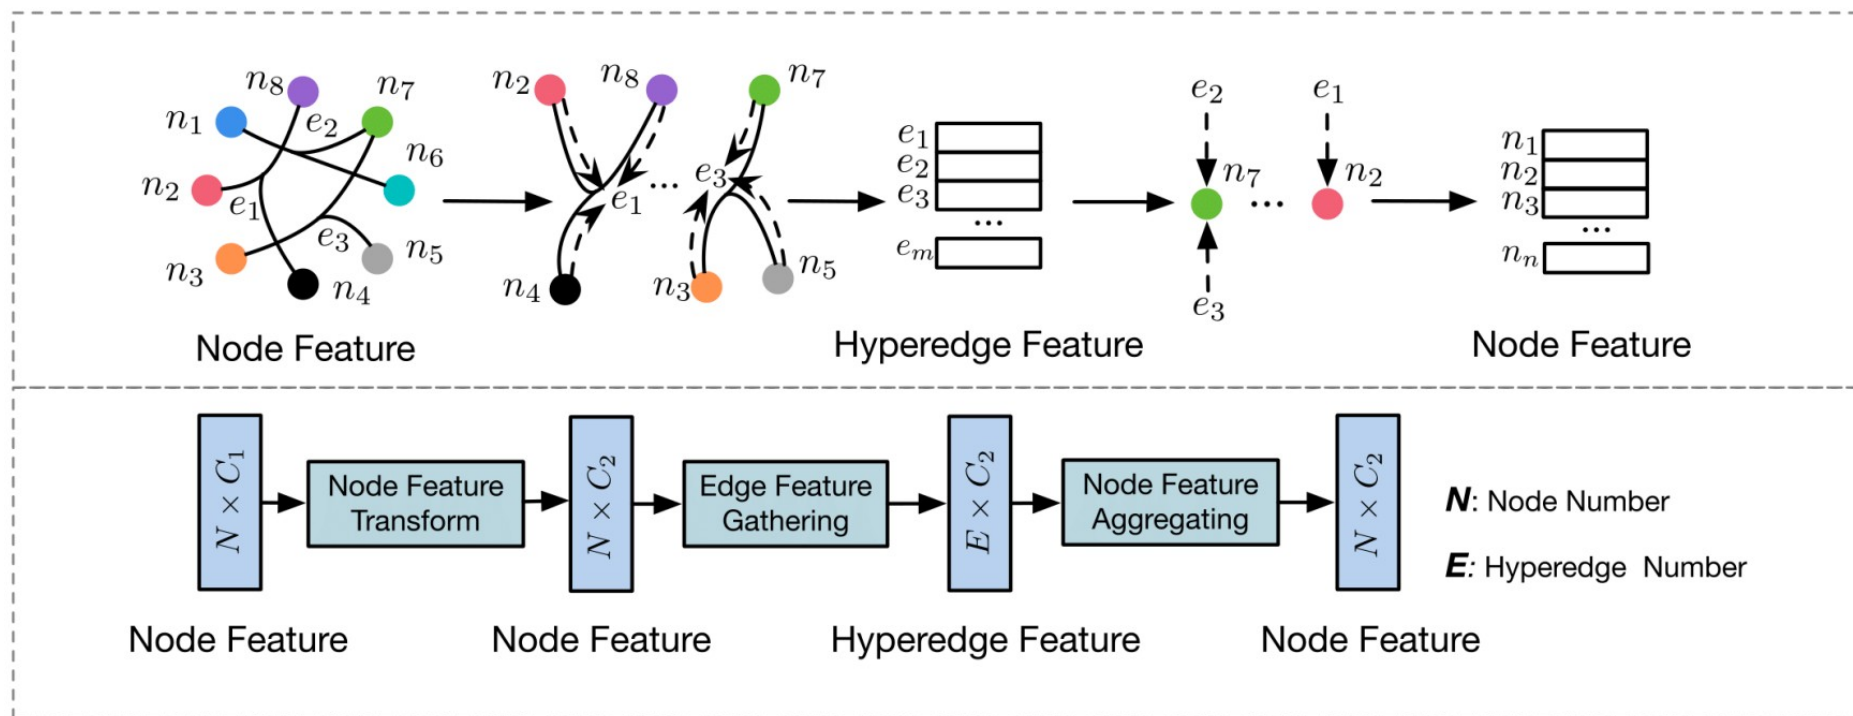 n₈ n₇
n₁ e₂
n₆
n₂ e₁
e₃ n₅
n₃ n₄
Node Feature
n₂ n₈ n₇
e₁ ... e₃
n₄ n₃ n₅
e₁
e₂
e₃
...
eₘ
Hyperedge Feature
e₂ e₁
n₇ ... n₂
e₃
n₁
n₂
n₃
...
nₙ
Node Feature
N × C₁
Node Feature
Transform
N × C₂
Edge Feature
Gathering
E × C₂
Node Feature
Aggregating
N × C₂
N: Node Number
E: Hyperedge Number
Node Feature
Node Feature
Hyperedge Feature
Node Feature